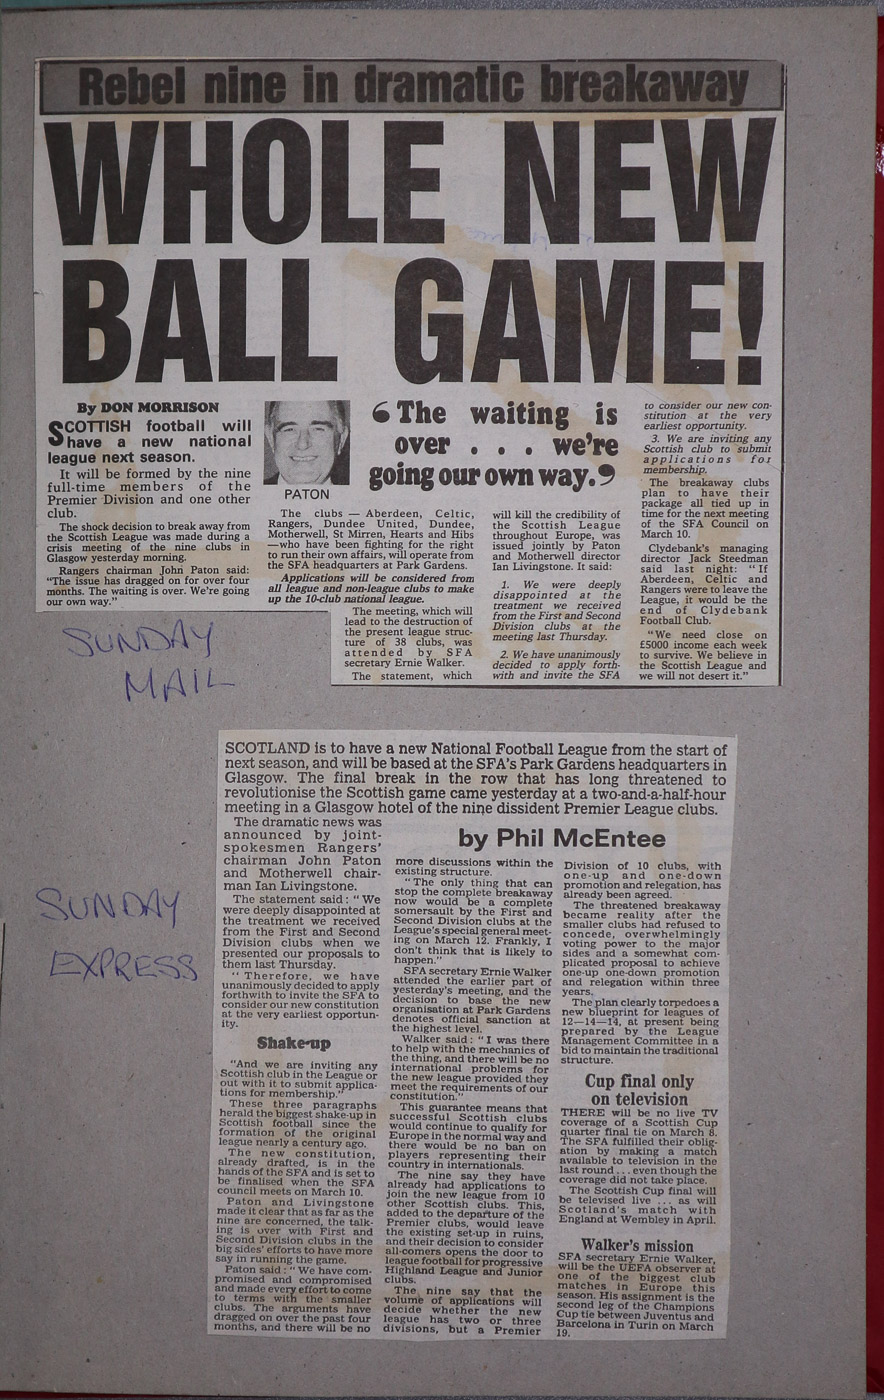 Rebel nine in dramatic breakaway
WHOLE NEW
BALL GAME!
By DON MORRISON
SCOTTISH football will
have a new national
league next season.
It will be formed by the nine
full-time members of the
Premier Division and one other
club.
The shock decision to break away from
the Scottish League was made during a
crisis meeting of the nine clubs in
Glasgow yesterday morning.
Rangers chairman John Paton said:
"The issue has dragged on for over four
months. The waiting is over. We're going
our own way."
PATON
‘The waiting is
over . . . we're
going our own way.’
The clubs — Aberdeen, Celtic,
Rangers, Dundee United, Dundee,
Motherwell, St Mirren, Hearts and Hibs
—who have been fighting for the right
to run their own affairs, will operate from
the SFA headquarters at Park Gardens.
Applications will be considered from
all league and non-league clubs to make
up the 10-club national league.
The meeting, which will
lead to the destruction of
the present league struc-
ture of 38 clubs, was
attended by SFA
secretary Ernie Walker.
The statement, which
will kill the credibility of
the Scottish League
throughout Europe, was
issued jointly by Paton
and Motherwell director
Ian Livingstone. It said:
1. We were deeply
disappointed at the
treatment we received
from the First and Second
Division clubs at the
meeting last Thursday.
2. We have unanimously
decided to apply forth-
with and invite the SFA
to consider our new con-
stitution at the very
earliest opportunity.
3. We are inviting any
Scottish club to submit
applications for
membership.
The breakaway clubs
plan to have their
package all tied up in
time for the next meeting
of the SFA Council on
March 10.
Clydebank's managing
director Jack Steedman
said last night: "If
Aberdeen, Celtic and
Rangers were to leave the
League, it would be the
end of Clydebank
Football Club.
"We need close on
£5000 income each week
to survive. We believe in
the Scottish League and
we will not desert it."
SUNDAY
MAIL
SCOTLAND is to have a new National Football League from the start of
next season, and will be based at the SFA's Park Gardens headquarters in
Glasgow. The final break in the row that has long threatened to
revolutionise the Scottish game came yesterday at a two-and-a-half-hour
meeting in a Glasgow hotel of the nine dissident Premier League clubs.
by Phil McEntee
The dramatic news was
announced by joint-
spokesmen Rangers'
chairman John Paton
and Motherwell chair-
man Ian Livingstone.
The statement said: "We
were deeply disappointed at
the treatment we received
from the First and Second
Division clubs when we
presented our proposals to
them last Thursday.
"Therefore, we have
unanimously decided to apply
forthwith to invite the SFA to
consider our new constitution
at the very earliest opportun-
ity.
Shake-up
"And we are inviting any
Scottish club in the League or
out with it to submit applica-
tions for membership."
These three paragraphs
herald the biggest shake-up in
Scottish football since the
formation of the original
league nearly a century ago.
The new constitution,
already drafted, is in the
hands of the SFA and is set to
be finalised when the SFA
council meets on March 10.
Paton and Livingstone
made it clear that as far as the
nine are concerned, the talk-
ing is over with First and
Second Division clubs in the
big sides' efforts to have more
say in running the game.
Paton said: "We have com-
promised and compromised
and made every effort to come
to terms with the smaller
clubs. The arguments have
dragged on over the past four
months, and there will be no
more discussions within the
existing structure.
"The only thing that can
stop the complete breakaway
now would be a complete
somersault by the First and
Second Division clubs at the
League's special general meet-
ing on March 12. Frankly, I
don't think that is likely to
happen."
SFA secretary Ernie Walker
attended the earlier part of
yesterday's meeting, and the
decision to base the new
organisation at Park Gardens
denotes official sanction at
the highest level.
Walker said: "I was there
to help with the mechanics of
the thing, and there will be no
international problems for
the new league provided they
meet the requirements of our
constitution."
This guarantee means that
successful Scottish clubs
would continue to qualify for
Europe in the normal way and
there would be no ban on
players representing their
country in internationals.
The nine say they have
already had applications to
join the new league from 10
other Scottish clubs. This,
added to the departure of the
Premier clubs, would leave
the existing set-up in ruins,
and their decision to consider
all-comers opens the door to
league football for progressive
Highland League and Junior
clubs.
The nine say that the
volume of applications will
decide whether the new
league has two or three
divisions, but a Premier
Division of 10 clubs, with
one-up and one-down
promotion and relegation, has
already been agreed.
The threatened breakaway
became reality after the
smaller clubs had refused to
concede, overwhelmingly
voting power to the major
sides and a somewhat com-
plicated proposal to achieve
one-up one-down promotion
and relegation within three
years.
The plan clearly torpedoes a
new blueprint for leagues of
12—14—14, at present being
prepared by the League
Management Committee in a
bid to maintain the traditional
structure.
Cup final only
on television
THERE will be no live TV
coverage of a Scottish Cup
quarter final tie on March 8.
The SFA fulfilled their oblig-
ation by making a match
available to television in the
last round . . . even though the
coverage did not take place.
The Scottish Cup final will
be televised live . . . as will
Scotland's match with
England at Wembley in April.
Walker's mission
SFA secretary Ernie Walker,
will be the UEFA observer at
one of the biggest club
matches in Europe this
season. His assignment is the
second leg of the Champions
Cup tie between Juventus and
Barcelona in Turin on March
19.
SUNDAY
EXPRESS